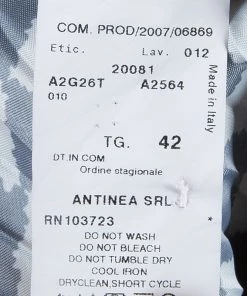 COM. PROD/2007/06869
Etic. Lav. 012
20081
A2G26T A2564
010
Made in Italy
TG. 42
DT.IN COM
Ordine stagionale
ANTINEA SRL
RN103723
DO NOT WASH
DO NOT BLEACH
DO NOT TUMBLE DRY
COOL IRON
DRYCLEAN,SHORT CYCLE